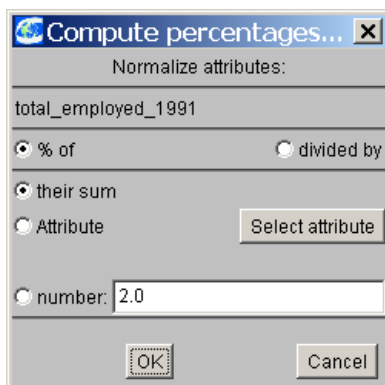 Compute percentages...
Normalize attributes:
total_employed_1991
% of divided by
their sum
Attribute Select attribute
number: 2.0
OK Cancel